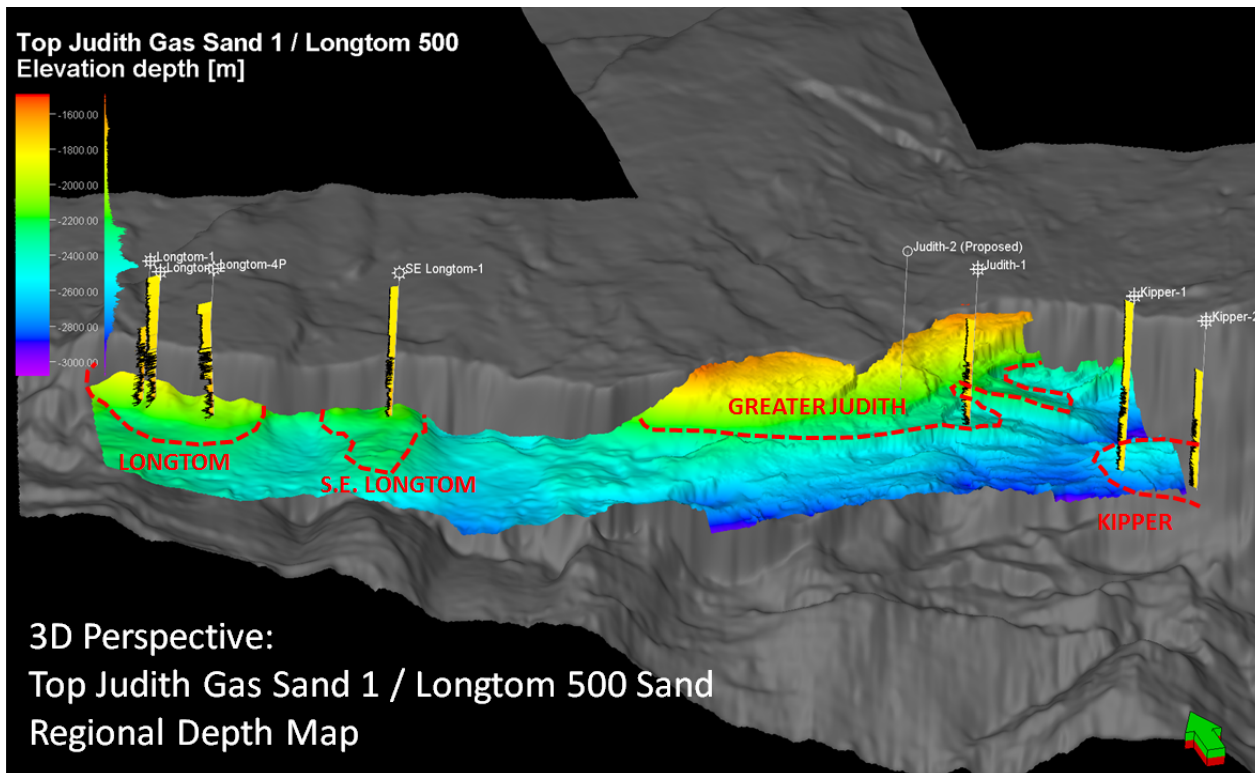 Top Judith Gas Sand 1 / Longtom 500
Elevation depth [m]
-1600.00
-1800.00
-2000.00
-2200.00
-2400.00
-2600.00
-2800.00
-3000.00
Longtom-1
Longtom-4P
SE Longtom-1
Judith-2 (Proposed)
Judith-1
Kipper-1
Kipper-2
GREATER JUDITH
LONGTOM
S.E. LONGTOM
KIPPER
3D Perspective:
Top Judith Gas Sand 1 / Longtom 500 Sand
Regional Depth Map